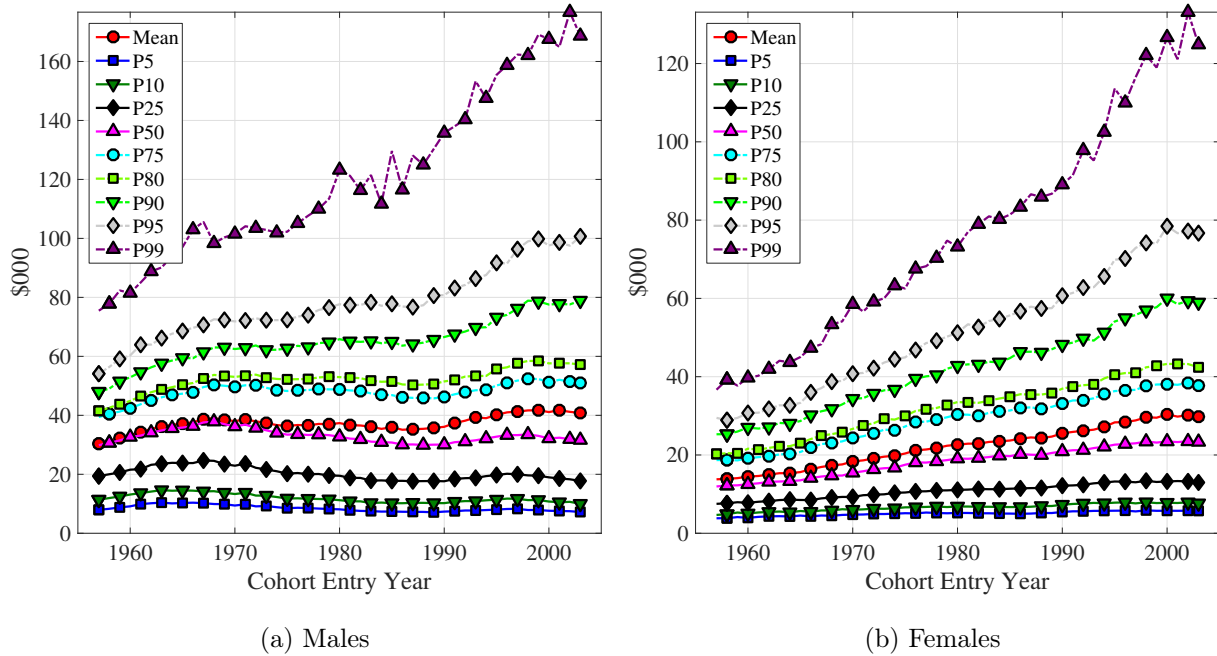 160
140
120
100
80
60
40
20
0
$000
Mean
P5
P10
P25
P50
P75
P80
P90
P95
P99
1960 1970 1980 1990 2000
Cohort Entry Year
(a) Males
120
100
80
60
40
20
0
$000
Mean
P5
P10
P25
P50
P75
P80
P90
P95
P99
1960 1970 1980 1990 2000
Cohort Entry Year
(b) Females